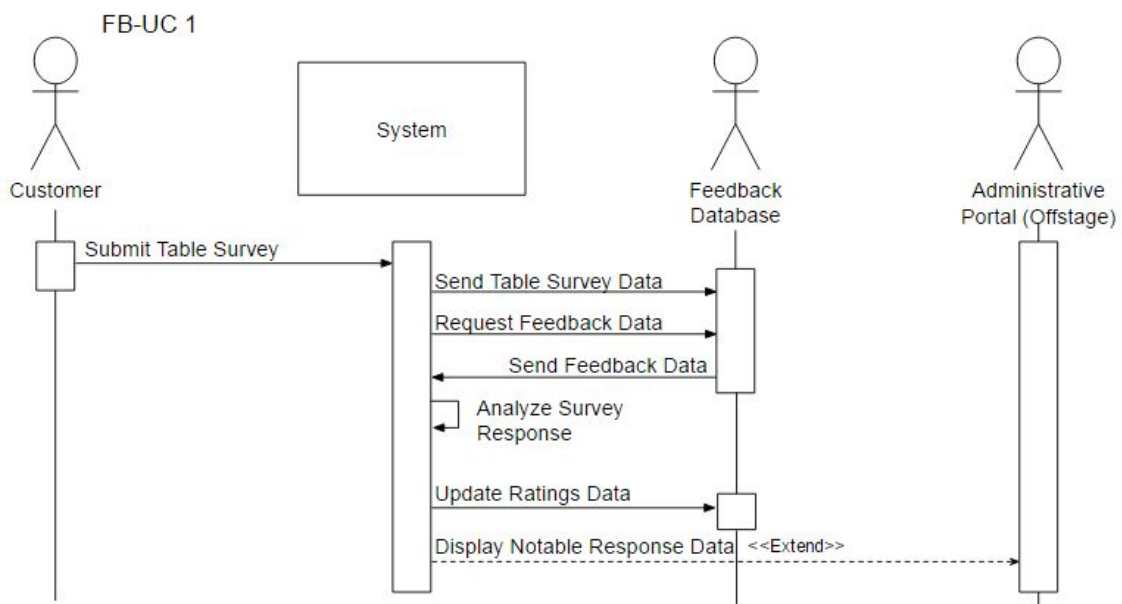 FB-UC 1
System
Customer
Feedback
Database
Administrative
Portal (Offstage)
Submit Table Survey
Send Table Survey Data
Request Feedback Data
Send Feedback Data
Analyze Survey
Response
Update Ratings Data
Display Notable Response Data <<Extend>>